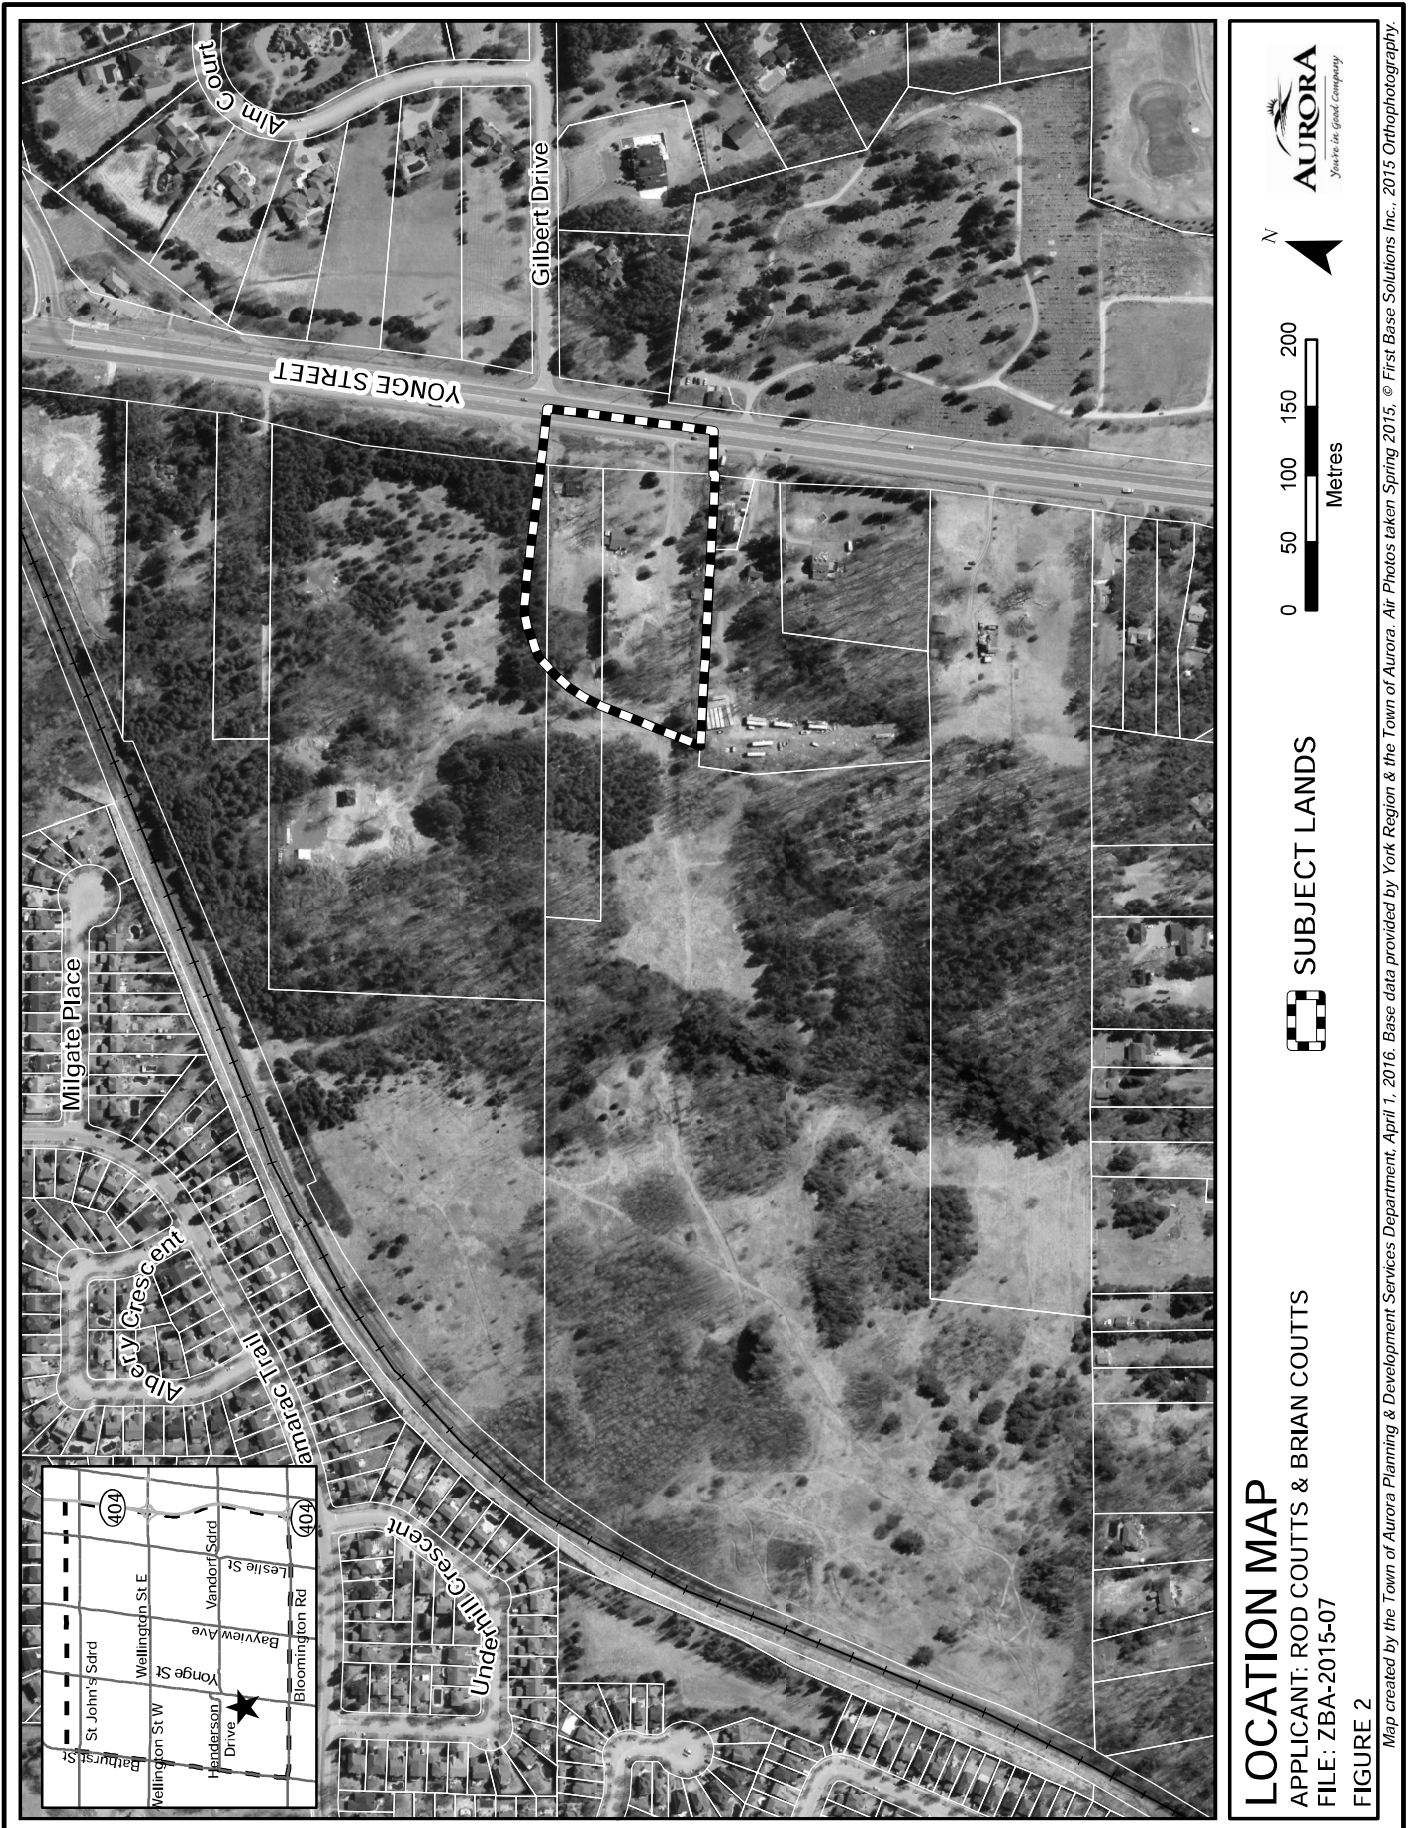 Milgate Place
Albery Crescent
amarac Trail
Underhill Crescent
Alm Court
Gilbert Drive
YONGE STREET
St John's Sdrd
Bathurst St
Wellington St W
Wellington St E
Henderson
Drive
Yonge St
Bayview Ave
Vandorf Sdrd
Leslie St
Bloomington Rd
404
404
LOCATION MAP
APPLICANT: ROD COUTTS & BRIAN COUTTS
FILE: ZBA-2015-07
FIGURE 2
SUBJECT LANDS
0 50 100 150 200
Metres
N
AURORA
You're in Good Company
Map created by the Town of Aurora Planning & Development Services Department, April 1, 2016. Base data provided by York Region & the Town of Aurora. Air Photos taken Spring 2015, © First Base Solutions Inc., 2015 Orthophotography.